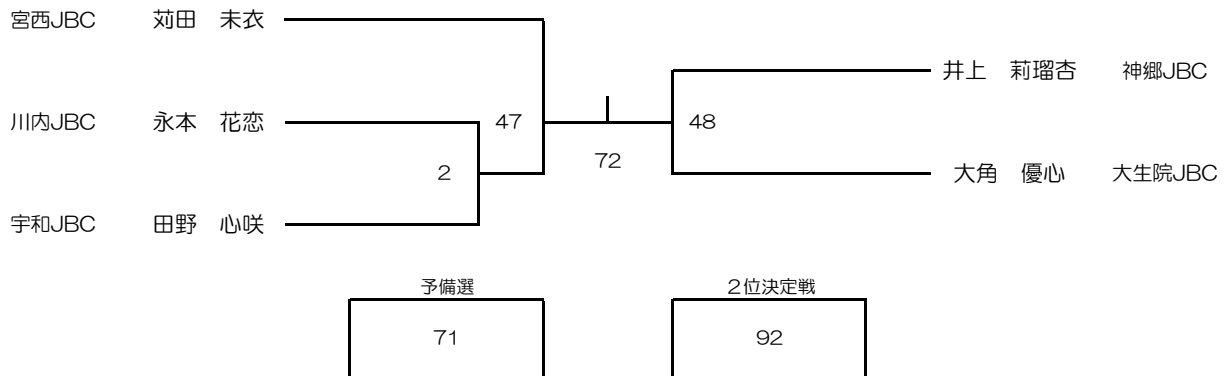 宮西JBC 苅田 未衣
井上 莉瑠杏 神郷JBC
川内JBC 永本 花恋
47
48
72
2
大角 優心 大生院JBC
宇和JBC 田野 心咲
予備選
2位決定戦
71
92